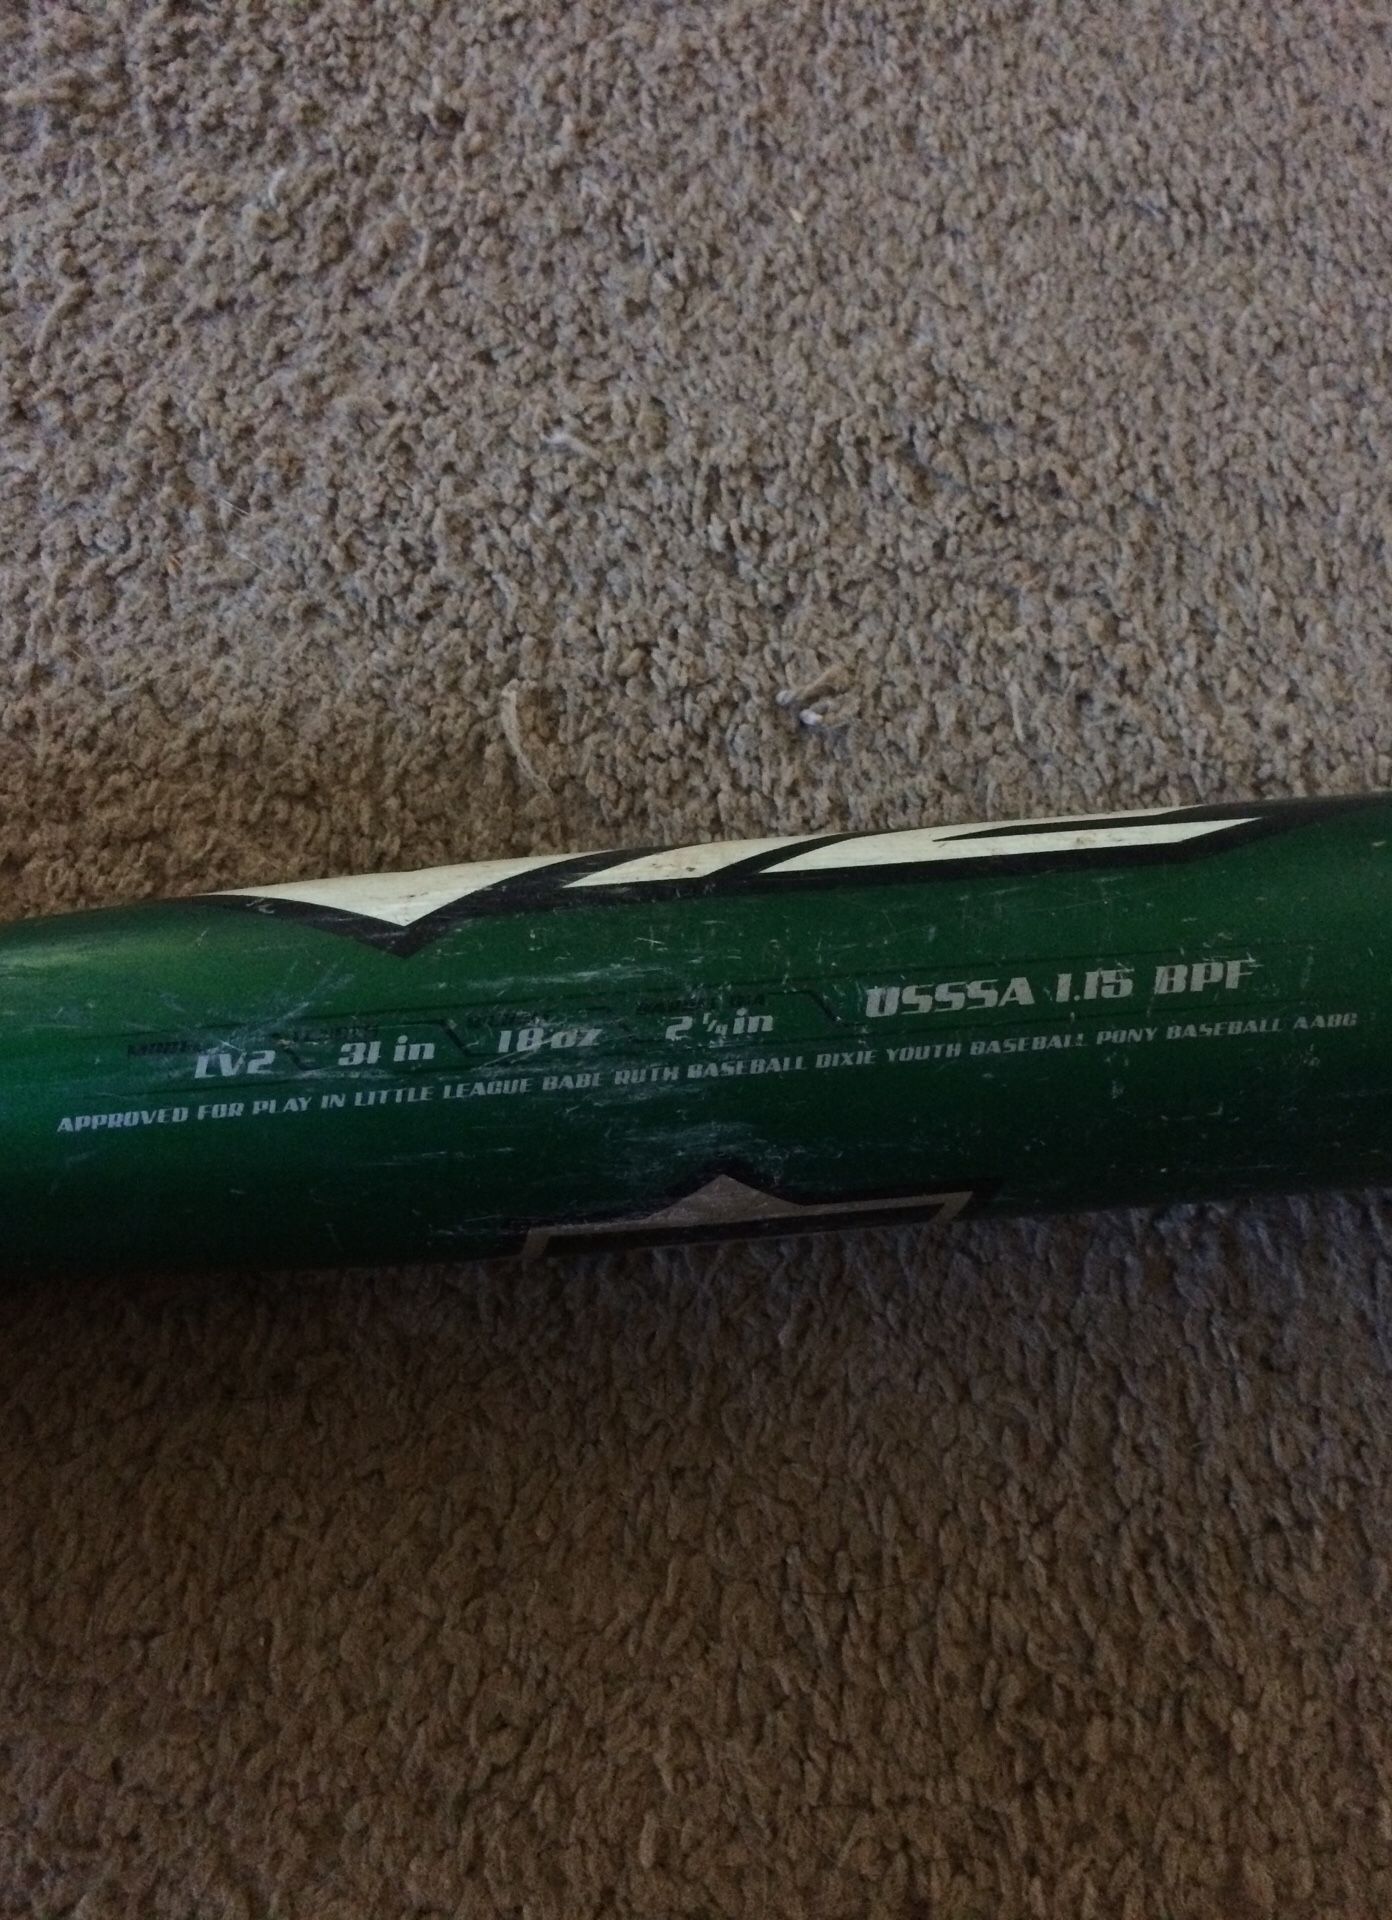 LV2 31 in 18 oz 2 1/4 in USSSA 1.15 BPF
APPROVED FOR PLAY IN LITTLE LEAGUE BABE RUTH BASEBALL DIXIE YOUTH BASEBALL PONY BASEBALL AABC